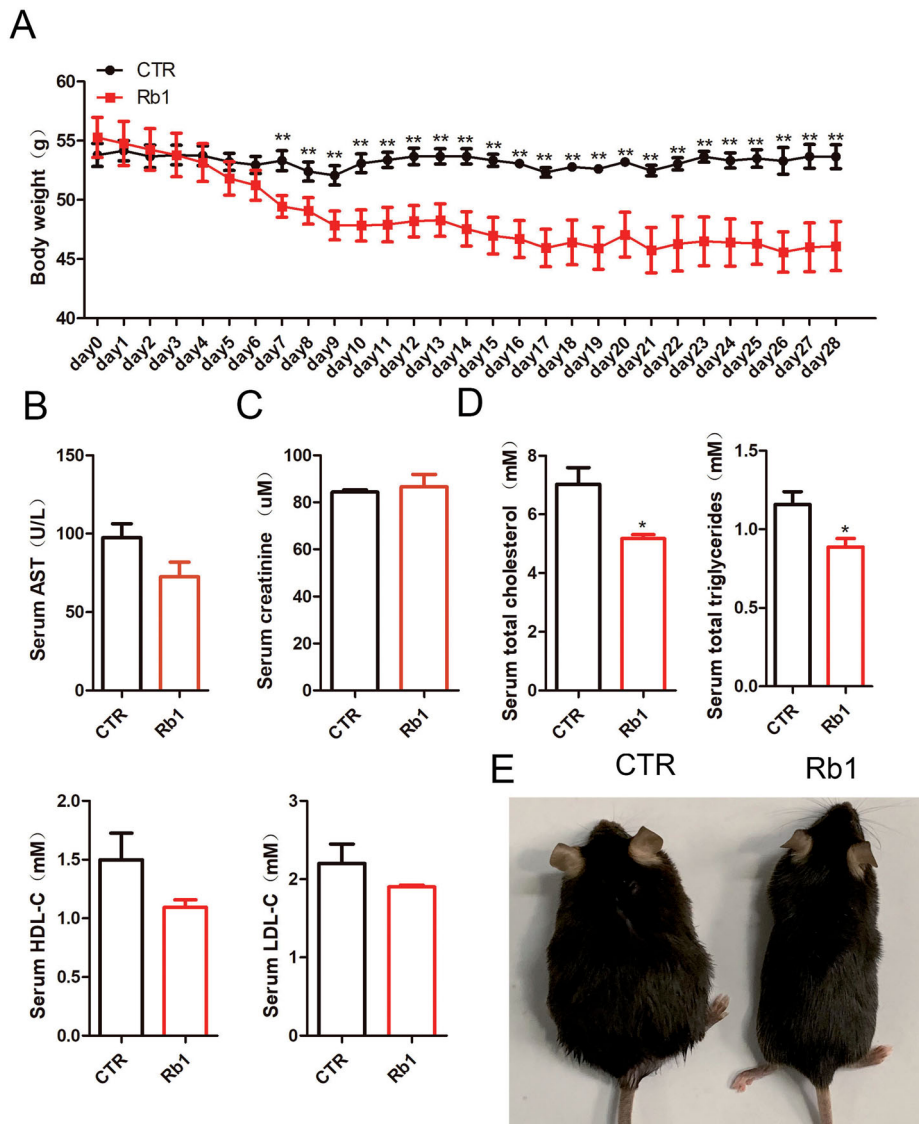 A
CTR
Rb1
60
55
50
45
40
Body weight（g）
** ** ** ** ** ** ** ** ** ** ** ** ** ** ** ** ** ** ** ** ** **
day0 day1 day2 day3 day4 day5 day6 day7 day8 day9 day10 day11 day12 day13 day14 day15 day16 day17 day18 day19 day20 day21 day22 day23 day24 day25 day26 day27 day28
B
150
100
50
0
Serum AST（U/L）
CTR Rb1
C
100
80
60
40
20
0
Serum creatinine（uM）
CTR Rb1
D
8
6
4
2
0
Serum total cholesterol（mM）
*
CTR Rb1
1.5
1.0
0.5
0.0
Serum total triglycerides（mM）
*
CTR Rb1
2.0
1.5
1.0
0.5
0.0
Serum HDL-C（mM）
CTR Rb1
3
2
1
0
Serum LDL-C（mM）
CTR Rb1
E
CTR Rb1